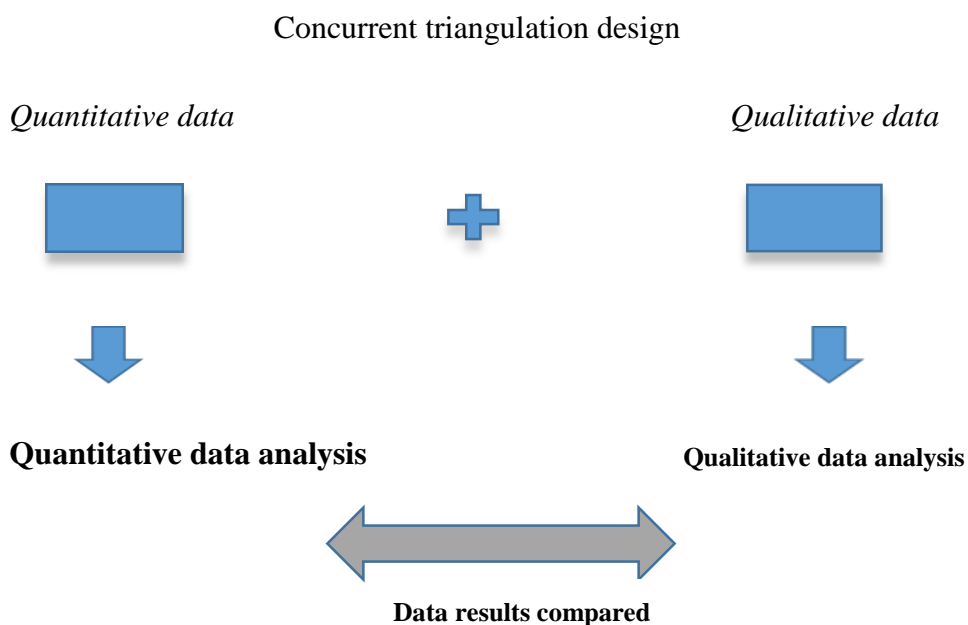 Concurrent triangulation design
Quantitative data
Qualitative data
Quantitative data analysis
Qualitative data analysis
Data results compared